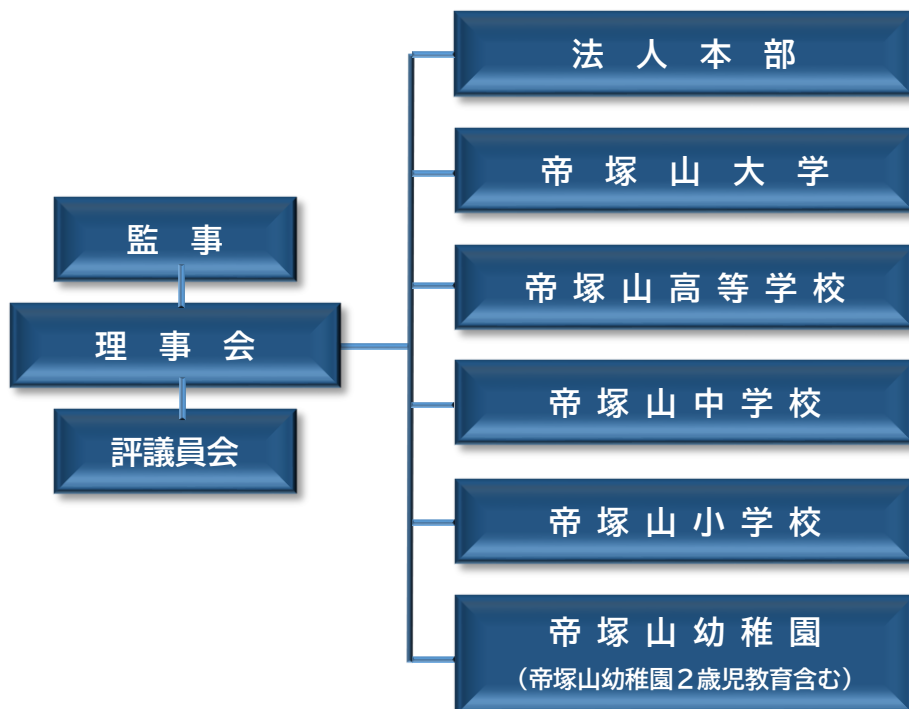 監事
理事会
評議員会
法人本部
帝塚山大学
帝塚山高等学校
帝塚山中学校
帝塚山小学校
帝塚山幼稚園
（帝塚山幼稚園２歳児教育含む）